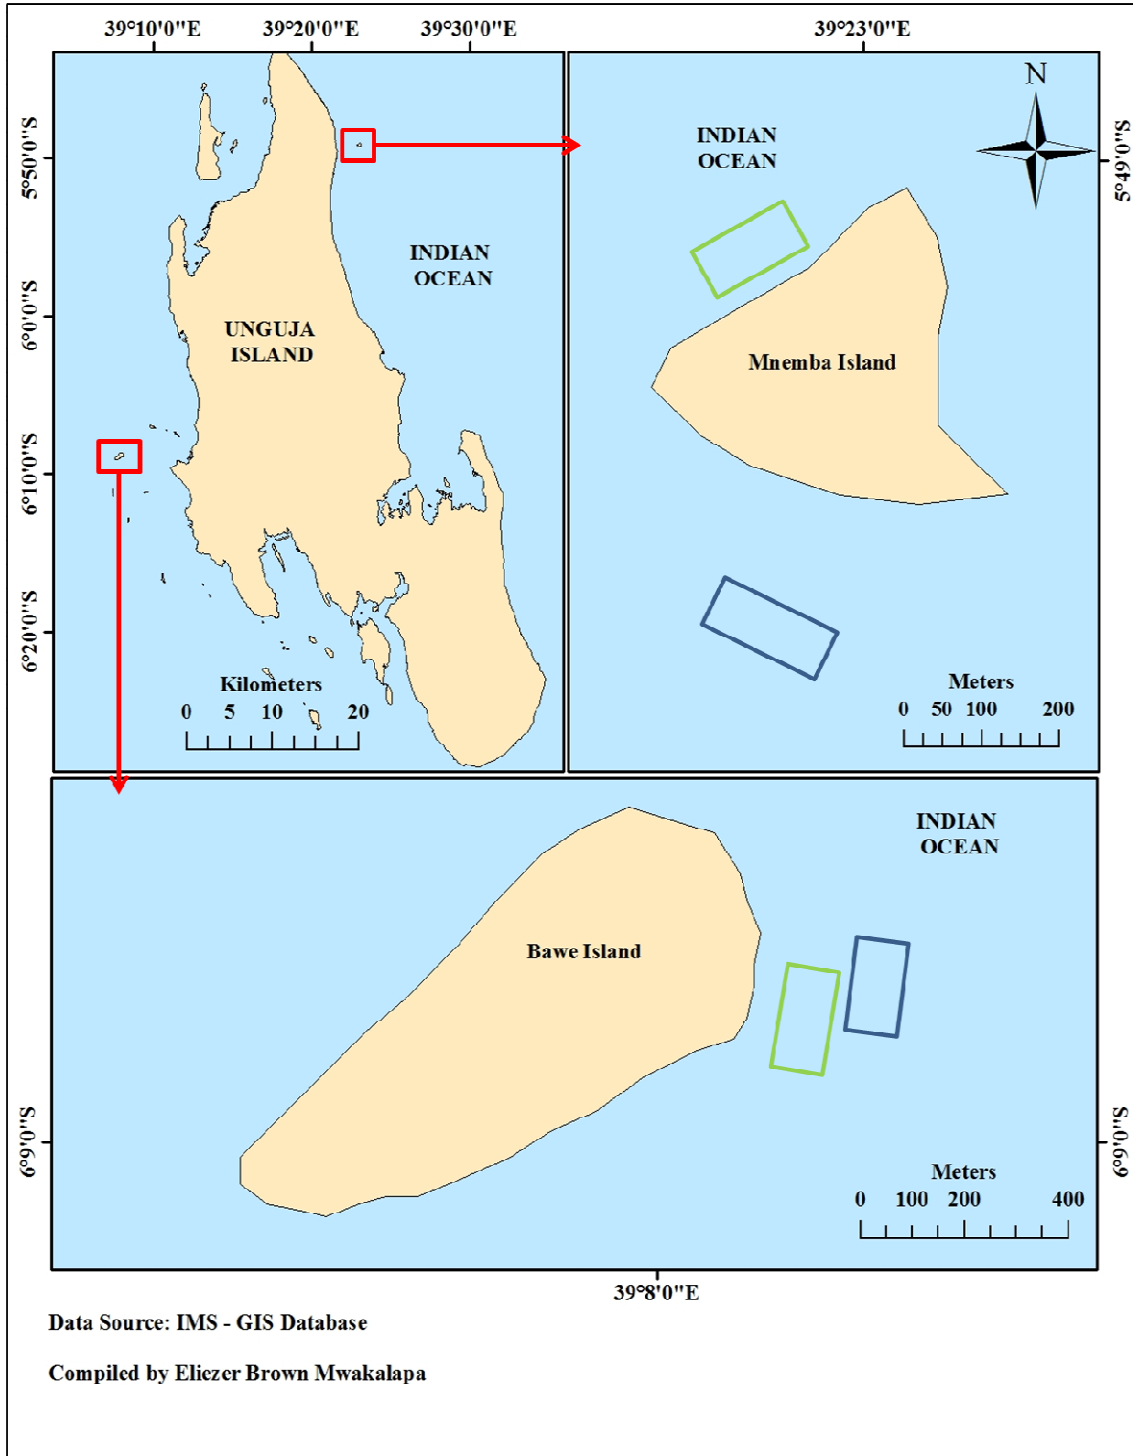 39°10'0"E
39°20'0"E
39°30'0"E
39°23'0"E
5°50'0"S
6°0'0"S
6°10'0"S
6°20'0"S
INDIAN
OCEAN
UNGUJA
ISLAND
Kilometers
0 5 10 20
N
5°49'0"S
INDIAN
OCEAN
Mnemba Island
Meters
0 50 100 200
INDIAN
OCEAN
Bawe Island
6°9'0"S
6°9'0"S
Meters
0 100 200 400
39°8'0"E
Data Source: IMS - GIS Database
Compiled by Eliezer Brown Mwakalapa